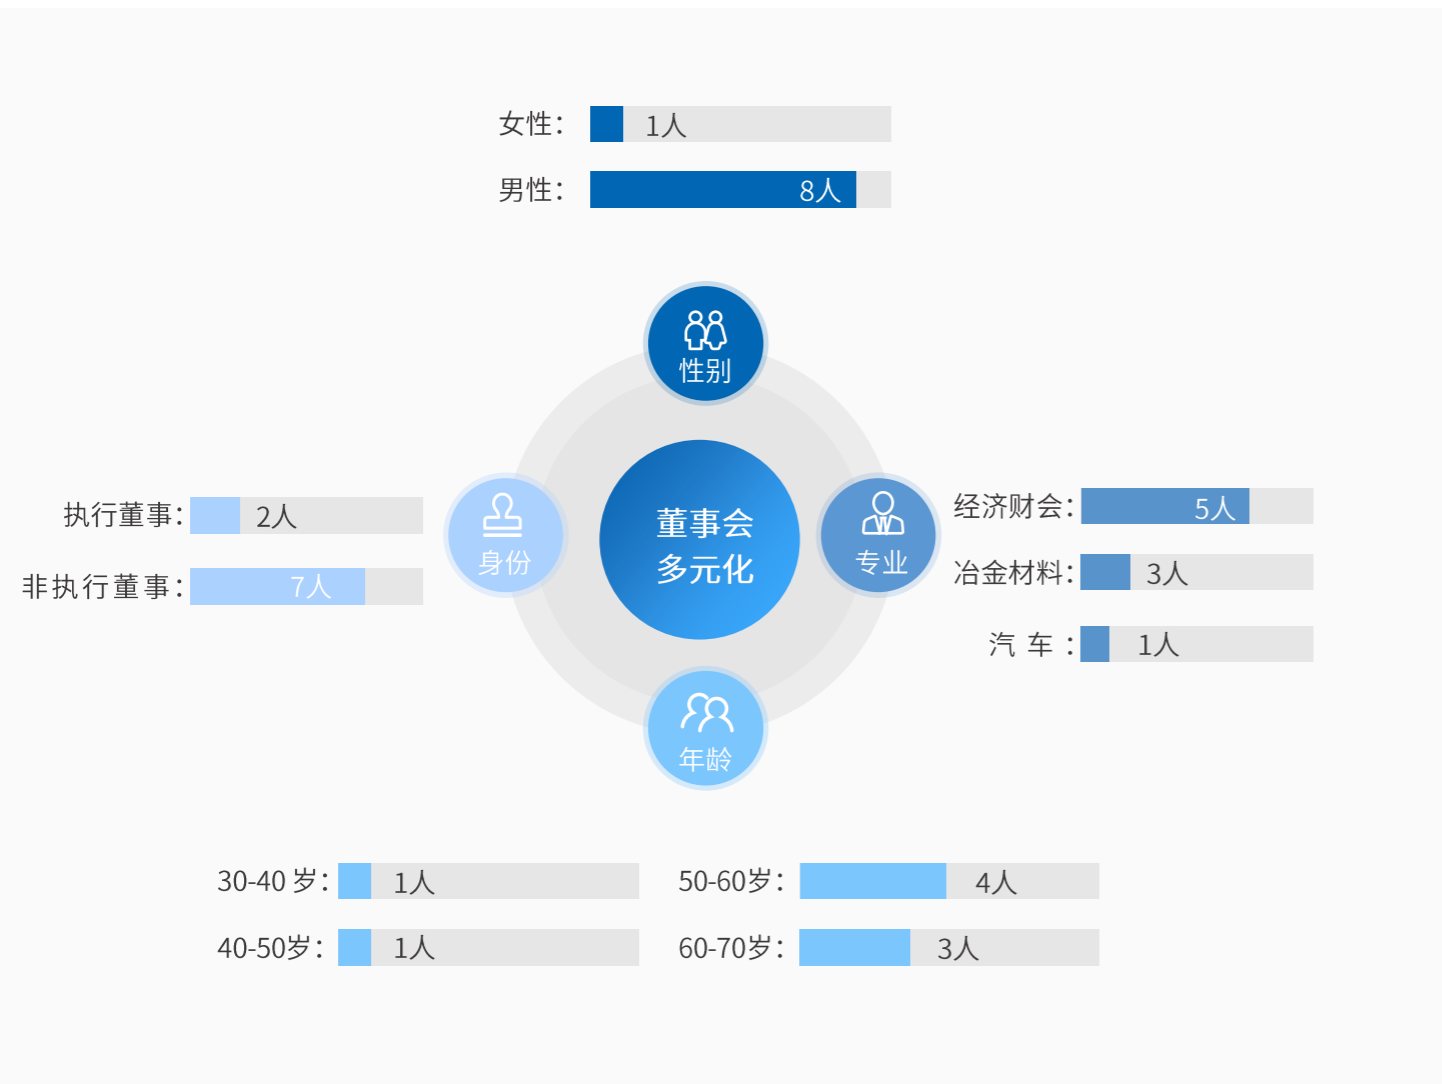 女性： 1人
男性： 8人
性别
执行董事： 2人
非执行董事： 7人
身份
董事会
多元化
专业
经济财会： 5人
冶金材料： 3人
汽 车 ： 1人
年龄
30-40 岁： 1人
50-60岁： 4人
40-50岁： 1人
60-70岁： 3人